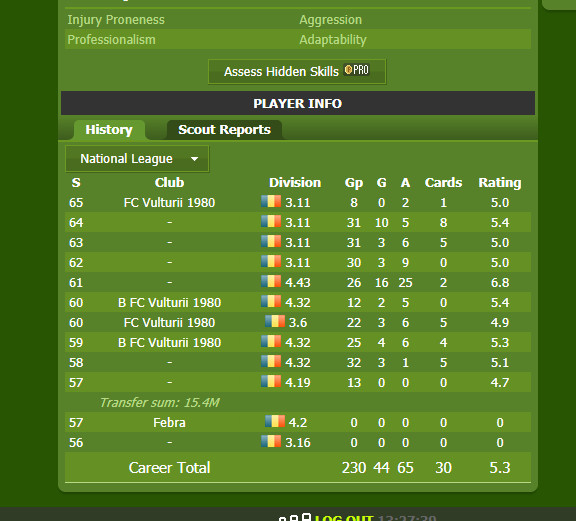 Injury Proneness Aggression
Professionalism Adaptability
Assess Hidden Skills PRO
PLAYER INFO
History Scout Reports
National League
S Club Division Gp G A Cards Rating
65 FC Vulturii 1980 3.11 8 0 2 1 5.0
64 - 3.11 31 10 5 8 5.4
63 - 3.11 31 3 6 5 5.0
62 - 3.11 30 3 9 0 5.0
61 - 4.43 26 16 25 2 6.8
60 B FC Vulturii 1980 4.32 12 2 5 0 5.4
60 FC Vulturii 1980 3.6 22 3 6 5 4.9
59 B FC Vulturii 1980 4.32 25 4 6 4 5.3
58 - 4.32 32 3 1 5 5.1
57 - 4.19 13 0 0 0 4.7
Transfer sum: 15.4M
57 Febra 4.2 0 0 0 0 0
56 - 3.16 0 0 0 0 0
Career Total 230 44 65 30 5.3
LOG OUT 13:27:39